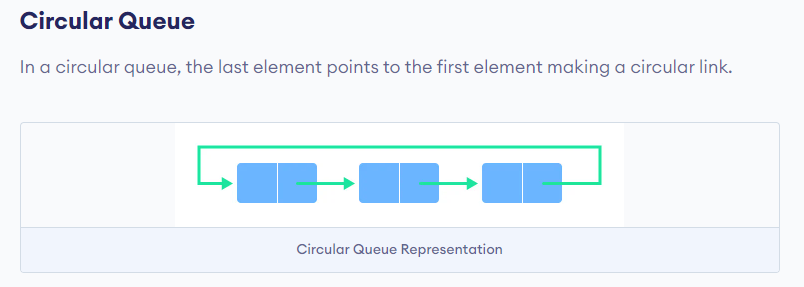 Circular Queue
In a circular queue, the last element points to the first element making a circular link.
Circular Queue Representation